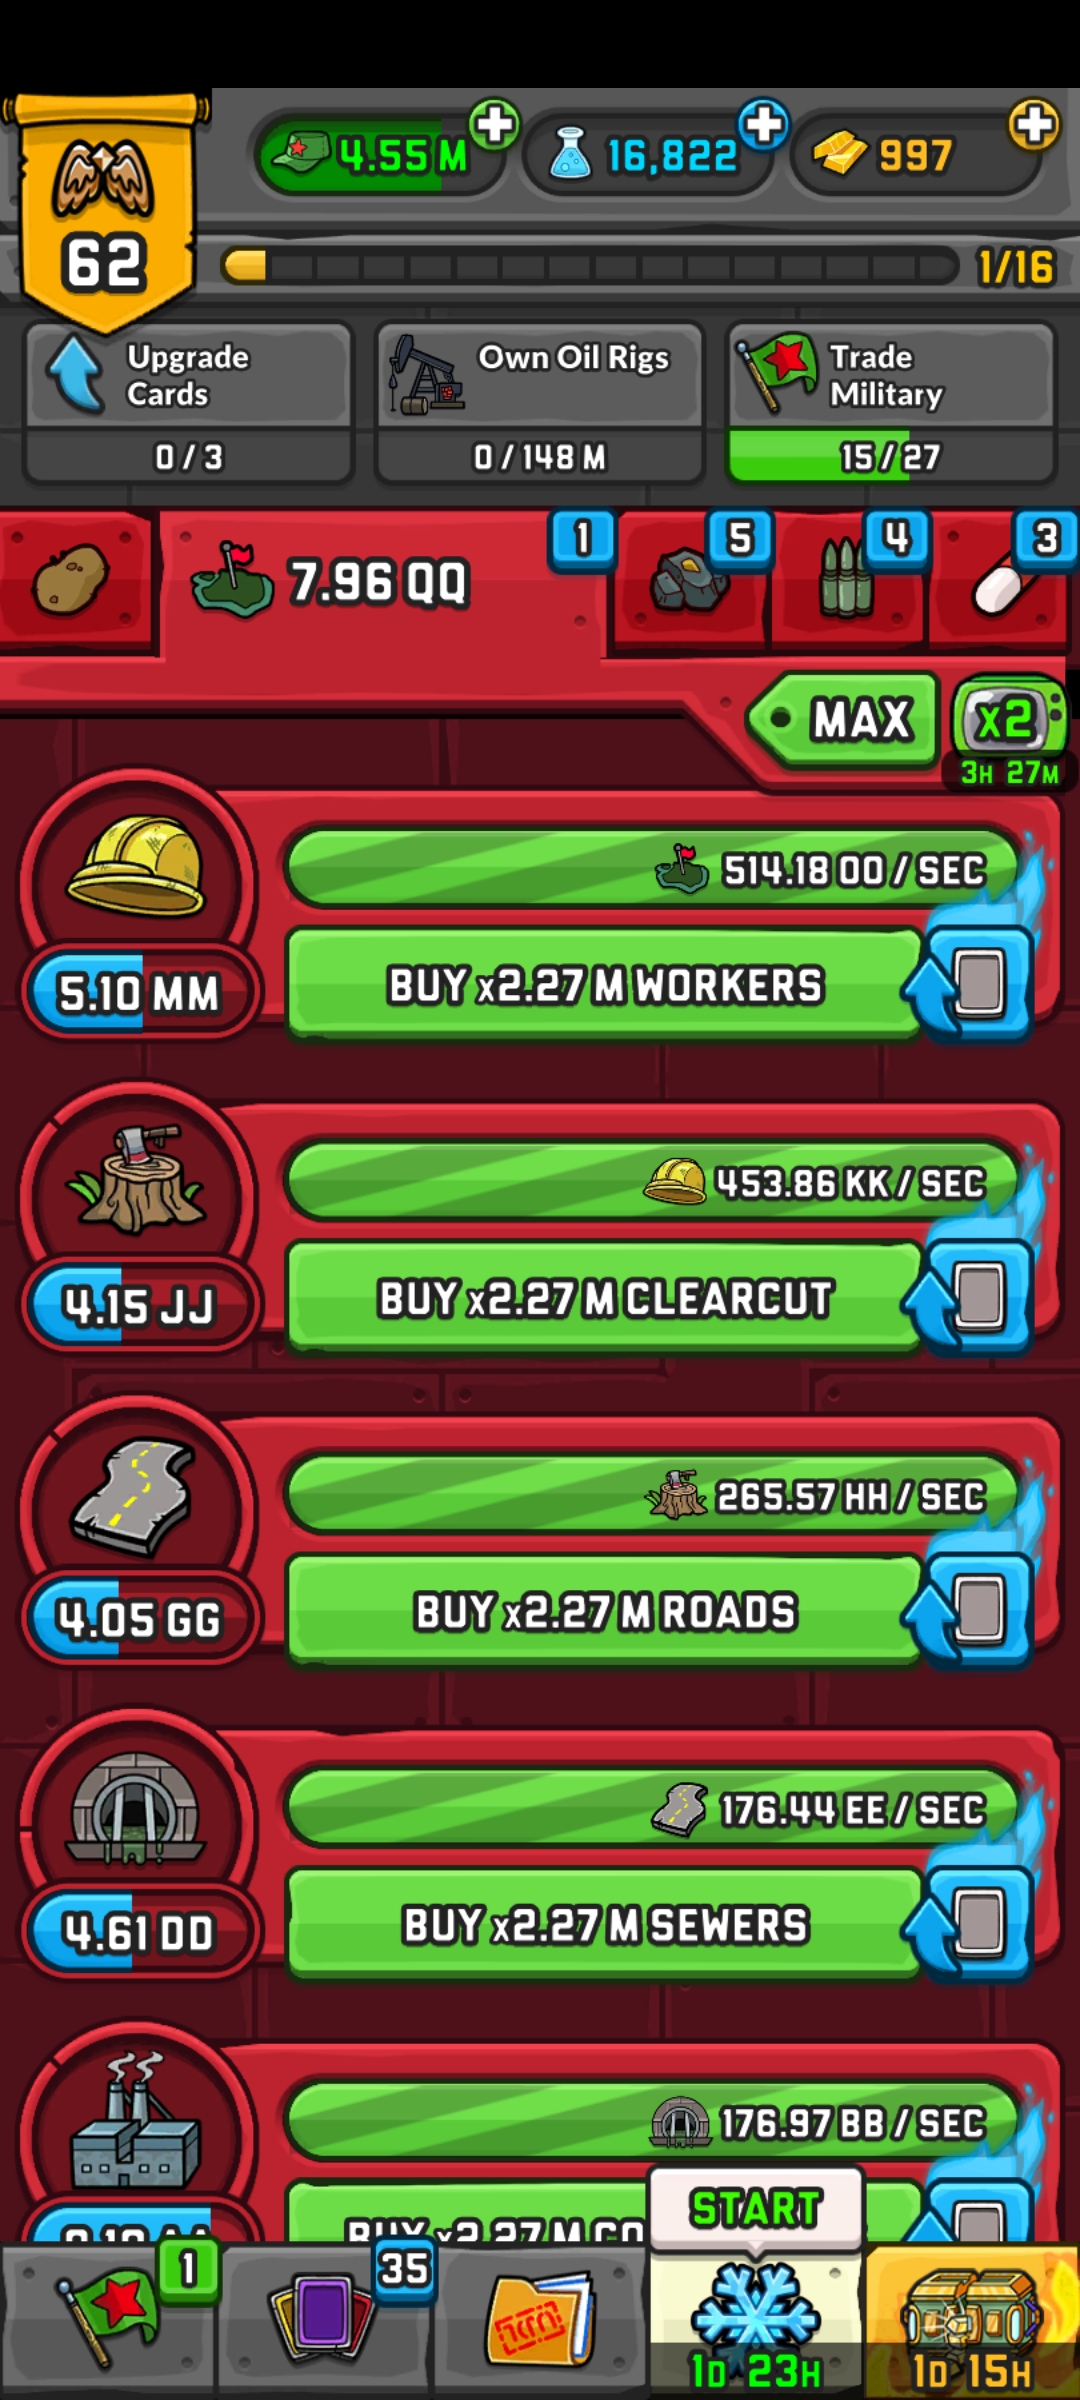 4.55 M
16,822
997
62
1/16
Upgrade
Cards
Own Oil Rigs
Trade
Military
0 / 3
0 / 148 M
15 / 27
1
5
4
3
7.96 QQ
MAX
x2
3H 27M
514.18 OO / SEC
5.10 MM
BUY x2.27 M WORKERS
453.86 KK / SEC
4.15 JJ
BUY x2.27 M CLEARCUT
265.57 HH / SEC
4.05 GG
BUY x2.27 M ROADS
176.44 EE / SEC
4.61 DD
BUY x2.27 M SEWERS
176.97 BB / SEC
BUY x2.27 M CO
START
1
35
1D 23H
1D 15H